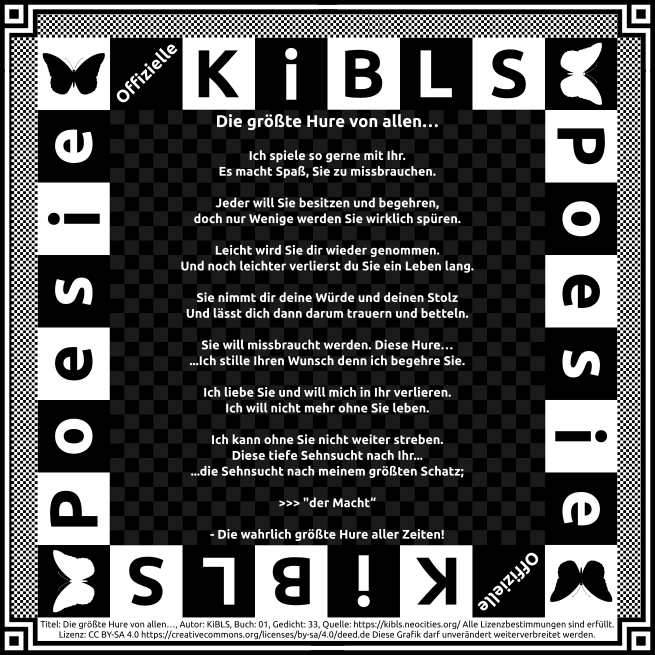 Offizielle KiBLS
Poesie
Poesie
Die größte Hure von allen…
Ich spiele so gerne mit Ihr.
Es macht Spaß, Sie zu missbrauchen.
Jeder will Sie besitzen und begehren,
doch nur Wenige werden Sie wirklich spüren.
Leicht wird Sie dir wieder genommen.
Und noch leichter verlierst du Sie ein Leben lang.
Sie nimmt dir deine Würde und deinen Stolz
Und lässt dich dann darum trauern und betteln.
Sie will missbraucht werden. Diese Hure…
...Ich stille Ihren Wunsch denn ich begehre Sie.
Ich liebe Sie und will mich in Ihr verlieren.
Ich will nicht mehr ohne Sie leben.
Ich kann ohne Sie nicht weiter streben.
Diese tiefe Sehnsucht nach Ihr...
...die Sehnsucht nach meinem größten Schatz;
>>> "der Macht“
- Die wahrlich größte Hure aller Zeiten!
Offizielle KiBLS
Titel: Die größte Hure von allen…, Autor: KiBLS, Buch: 01, Gedicht: 33, Quelle: https://kibls.neocities.org/ Alle Lizenzbestimmungen sind erfüllt.
Lizenz: CC BY-SA 4.0 https://creativecommons.org/licenses/by-sa/4.0/deed.de Diese Grafik darf unverändert weiterverbreitet werden.